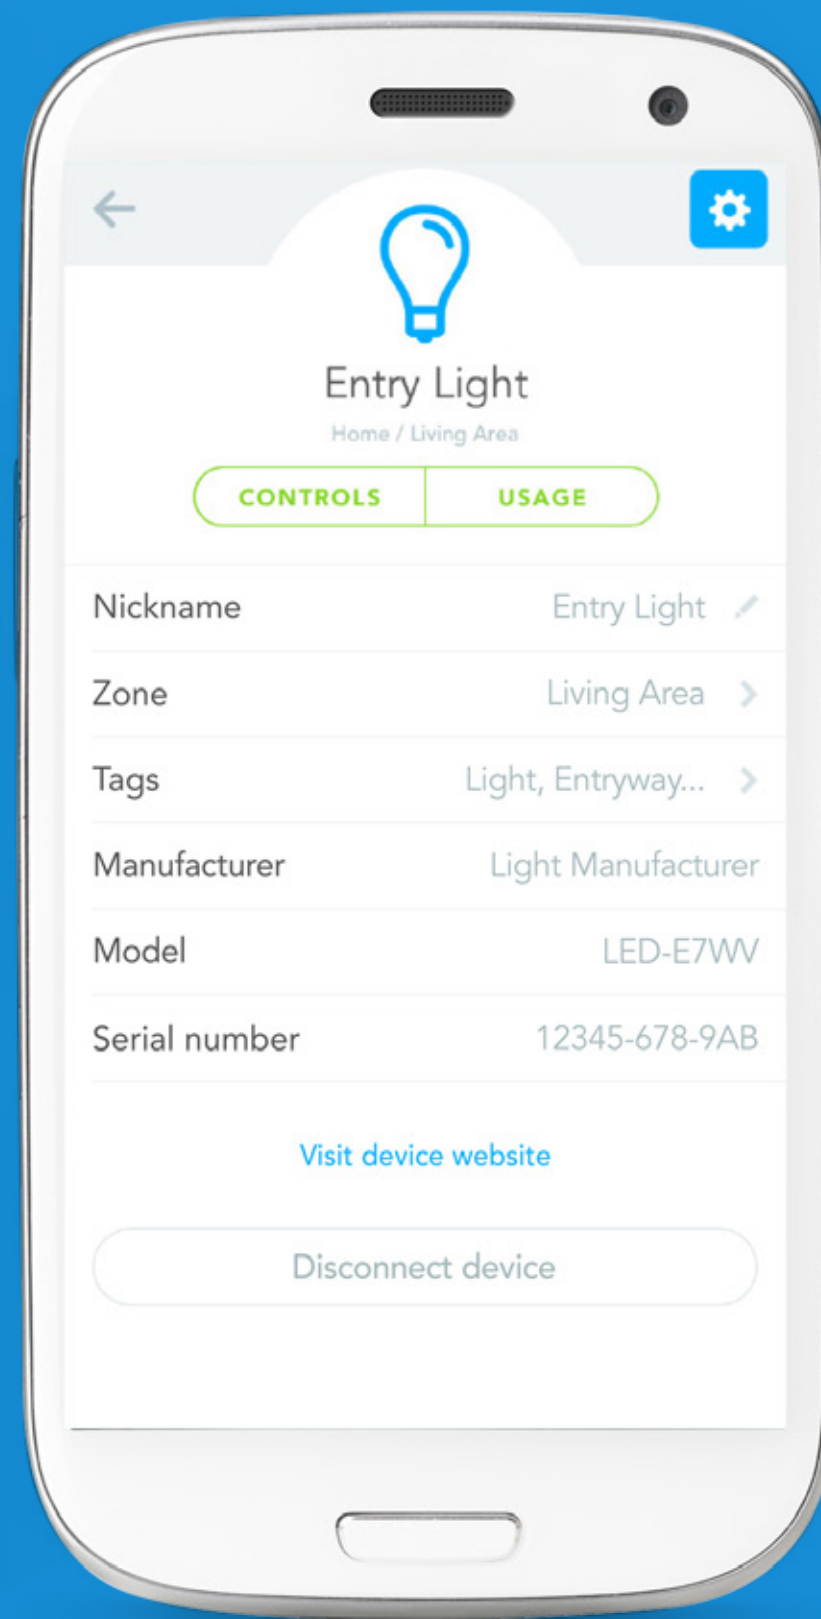 Entry Light
Home / Living Area
CONTROLS USAGE
Nickname Entry Light
Zone Living Area
Tags Light, Entryway...
Manufacturer Light Manufacturer
Model LED-E7WV
Serial number 12345-678-9AB
Visit device website
Disconnect device